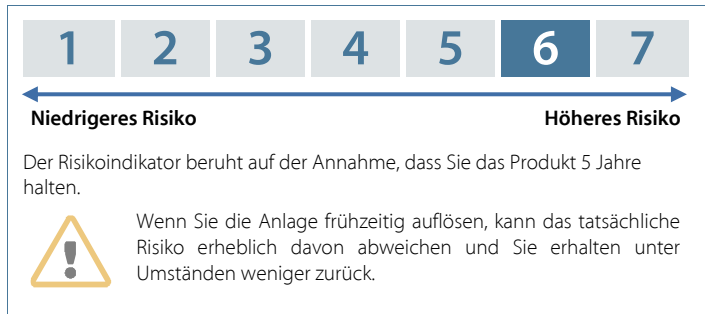 1 2 3 4 5 6 7
Niedrigeres Risiko Höheres Risiko
Der Risikoindikator beruht auf der Annahme, dass Sie das Produkt 5 Jahre
halten.
Wenn Sie die Anlage frühzeitig auflösen, kann das tatsächliche
Risiko erheblich davon abweichen und Sie erhalten unter
Umständen weniger zurück.